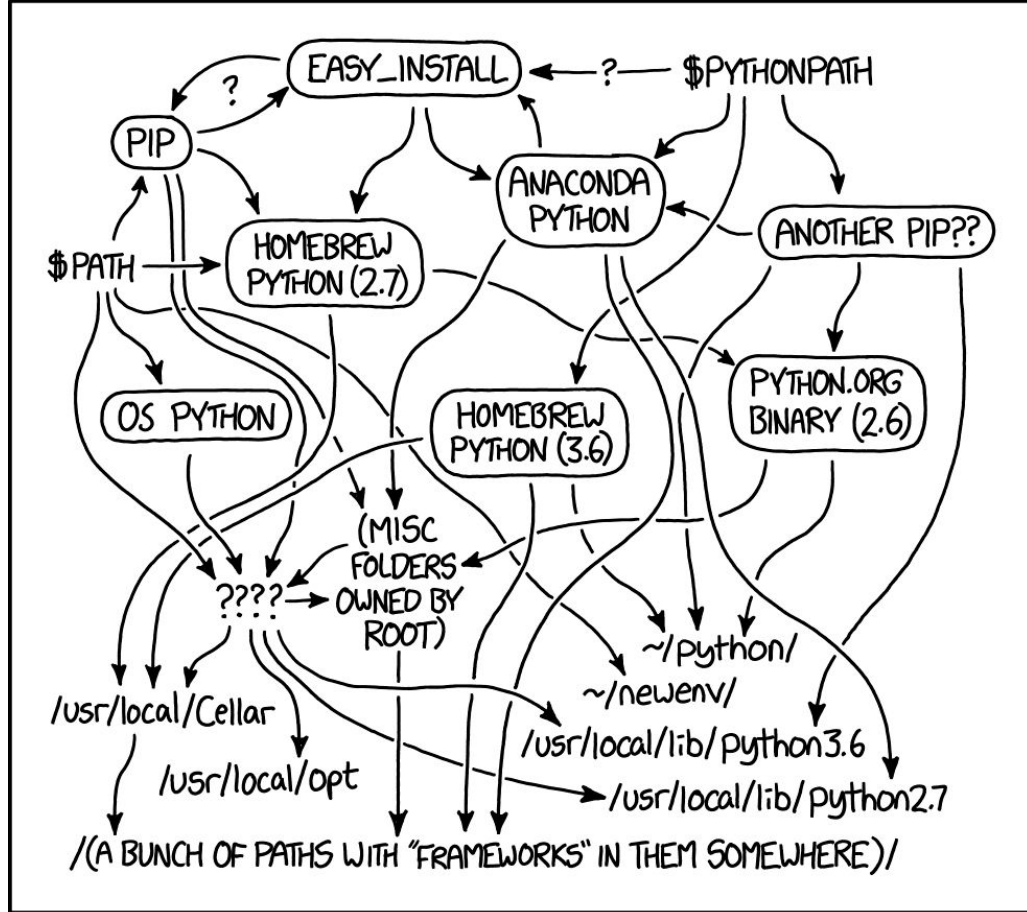 EASY_INSTALL
?
$PYTHONPATH
?
PIP
ANACONDA
PYTHON
ANOTHER PIP??
HOMEBREW
PYTHON (2.7)
$PATH
OS PYTHON
HOMEBREW
PYTHON (3.6)
PYTHON.ORG
BINARY (2.6)
(MISC
FOLDERS
OWNED BY
ROOT)
????
~/python/
~/newenv/
/usr/local/Cellar
/usr/local/lib/python3.6
/usr/local/opt
/usr/local/lib/python2.7
/(A BUNCH OF PATHS WITH "FRAMEWORKS" IN THEM SOMEWHERE)/